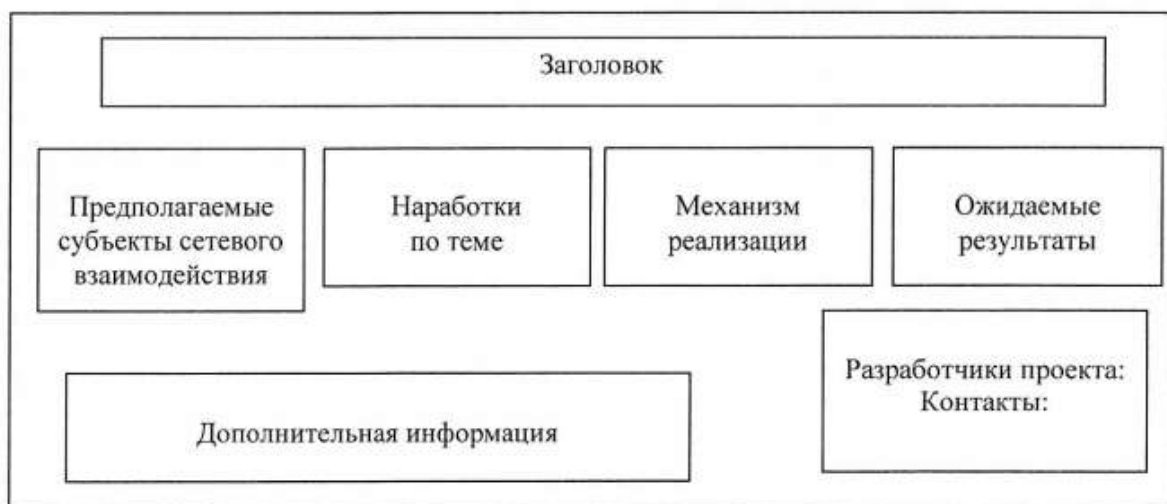 Заголовок
Предполагаемые
субъекты сетевого
взаимодействия
Наработки
по теме
Механизм
реализации
Ожидаемые
результаты
Дополнительная информация
Разработчики проекта:
Контакты: